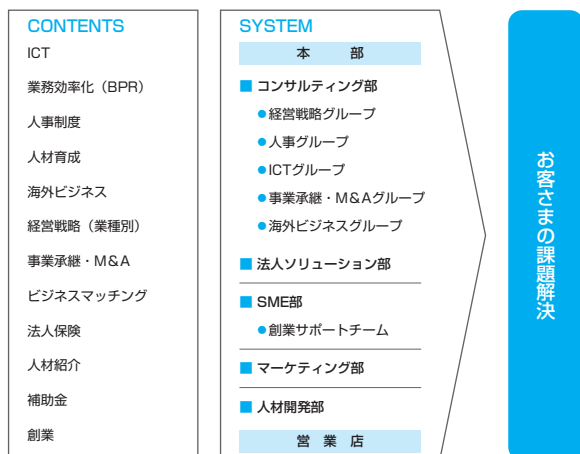 CONTENTS
ICT
業務効率化（BPR）
人事制度
人材育成
海外ビジネス
経営戦略（業種別）
事業承継・M&A
ビジネスマッチング
法人保険
人材紹介
補助金
創業
SYSTEM
本　部
■ コンサルティング部
●経営戦略グループ
●人事グループ
●ICTグループ
●事業承継・M&Aグループ
●海外ビジネスグループ
■ 法人ソリューション部
■ SME部
●創業サポートチーム
■ マーケティング部
■ 人材開発部
営 業 店
お客さまの課題解決